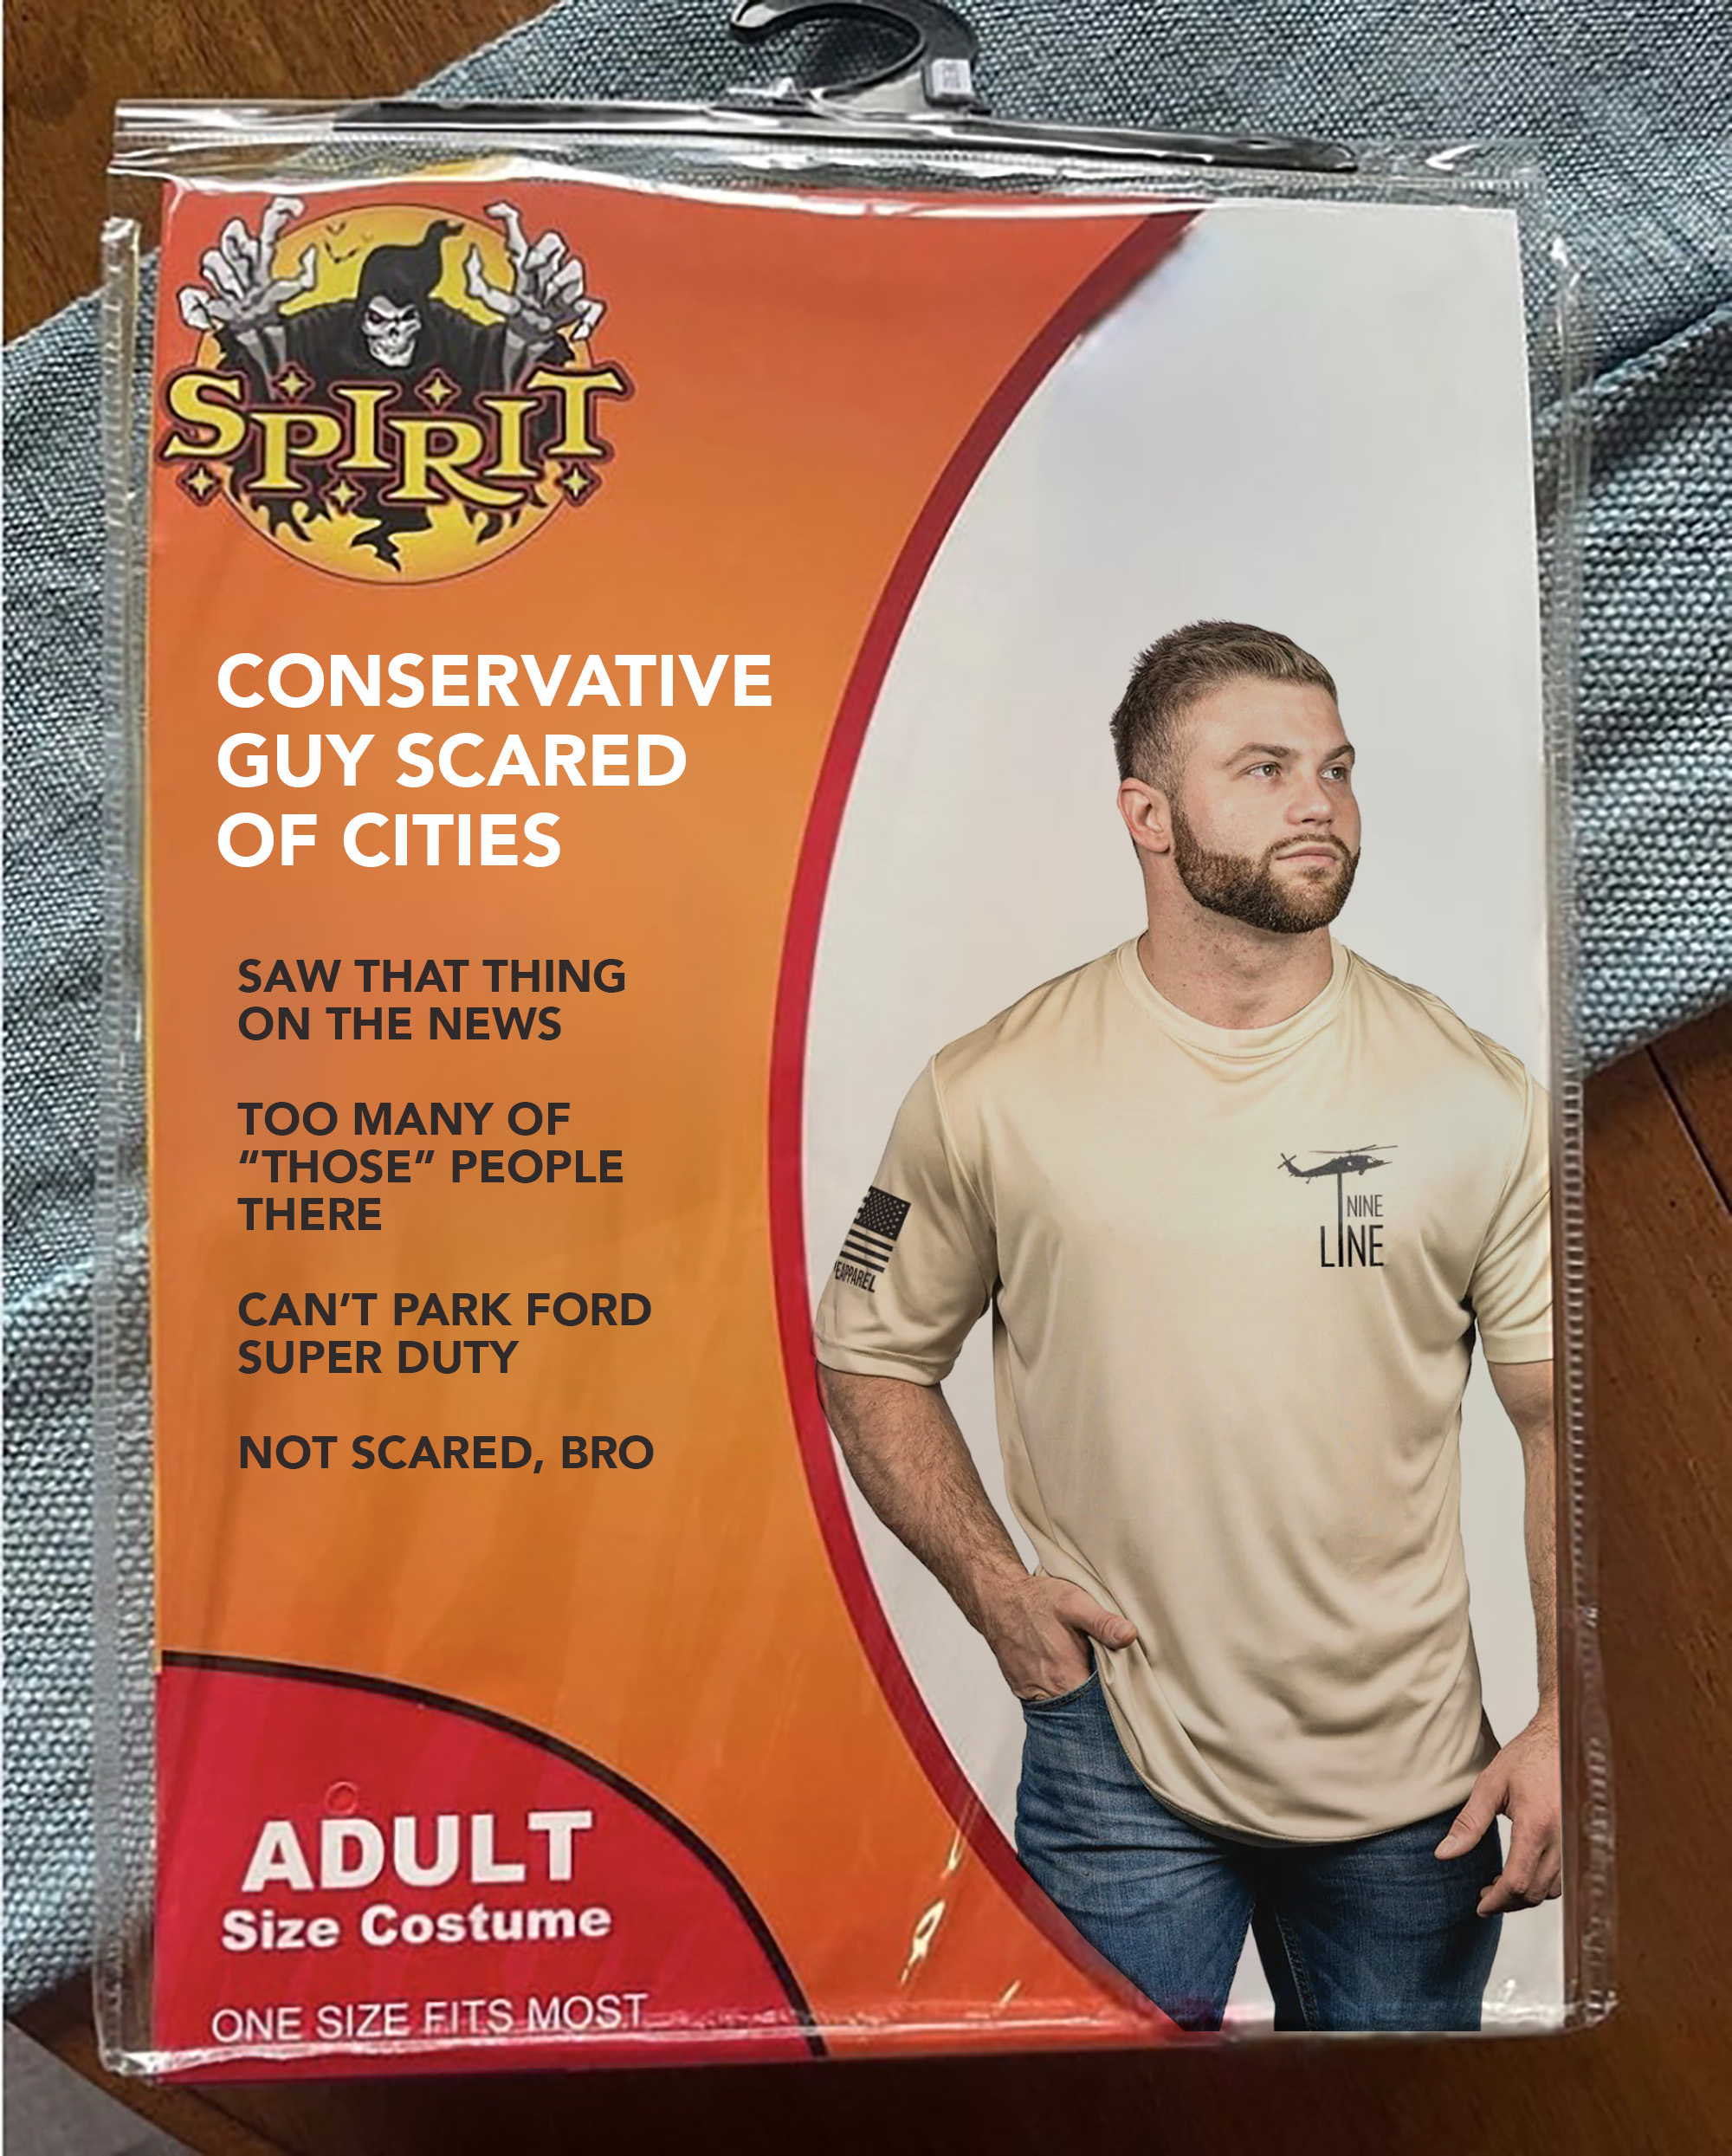 SPIRIT
CONSERVATIVE
GUY SCARED
OF CITIES
SAW THAT THING
ON THE NEWS
TOO MANY OF
“THOSE” PEOPLE
THERE
CAN’T PARK FORD
SUPER DUTY
NOT SCARED, BRO
NINE
LINE
APPAREL
ADULT
Size Costume
ONE SIZE FITS MOST